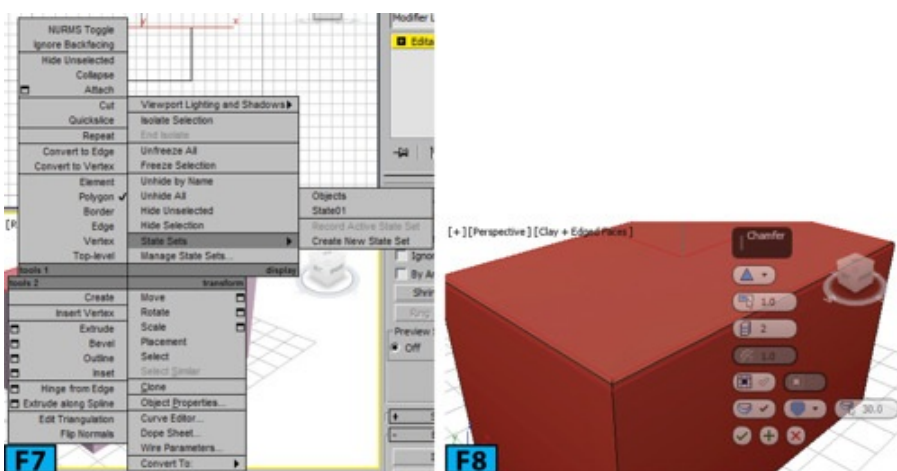 NURMS Toggle
Ignore Backfacing
Hide Unselected
Collapse
Attach
Cut
Quickslice
Repeat
Convert to Edge
Convert to Vertex
Element
Polygon
Border
Edge
Vertex
Top-level
tools 1
Viewport Lighting and Shadows
Isolate Selection
End Isolate
Unfreeze All
Freeze Selection
Unhide by Name
Unhide All
Hide Unselected
Hide Selection
State Sets
Manage State Sets...
display
Objects
State01
Record Active State Set
Create New State Set
tools 2
Create
Insert Vertex
Extrude
Bevel
Outline
Inset
Hinge from Edge
Extrude along Spline
Edit Triangulation
Flip Normals
transform
Move
Rotate
Scale
Placement
Select
Select Similar
Clone
Object Properties...
Curve Editor...
Dope Sheet...
Wire Parameters...
Convert To:
Modifier L
Edita
Ignor
By An
Shrin
Ring
Preview S
Off
x
F7
[+][Perspective][Clay + Edged Faces]
Chamfer
1.0
2
1.0
30.0
F8